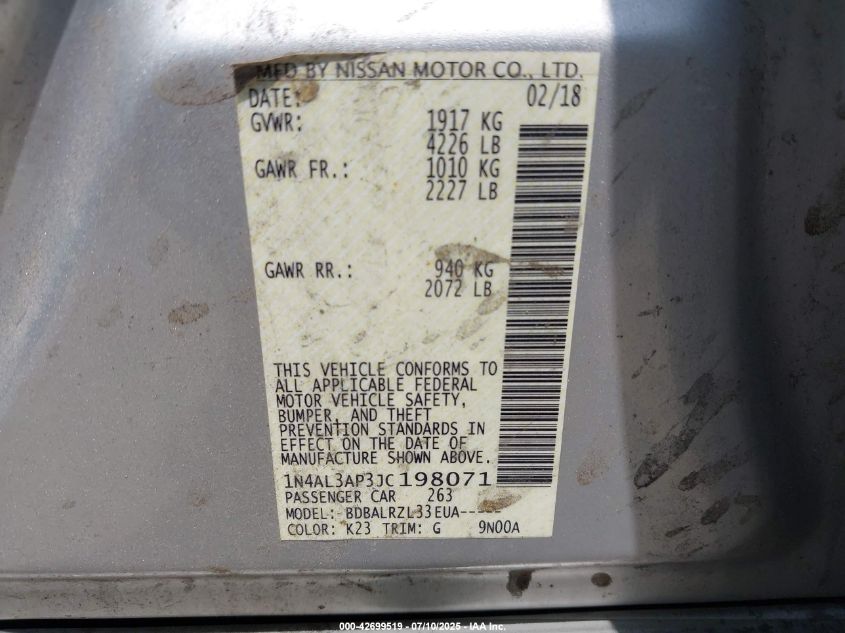 MFD BY NISSAN MOTOR CO., LTD.
DATE: 02/18
GVWR: 1917 KG
4226 LB
GAWR FR.: 1010 KG
2227 LB
GAWR RR.: 940 KG
2072 LB
THIS VEHICLE CONFORMS TO
ALL APPLICABLE FEDERAL
MOTOR VEHICLE SAFETY,
BUMPER, AND THEFT
PREVENTION STANDARDS IN
EFFECT ON THE DATE OF
MANUFACTURE SHOWN ABOVE.
1N4AL3AP3JC198071
PASSENGER CAR 263
MODEL: BDBALRZL33EUA-----
COLOR: K23 TRIM: G 9N00A
000-42699519 - 07/10/2025 - IAA Inc.